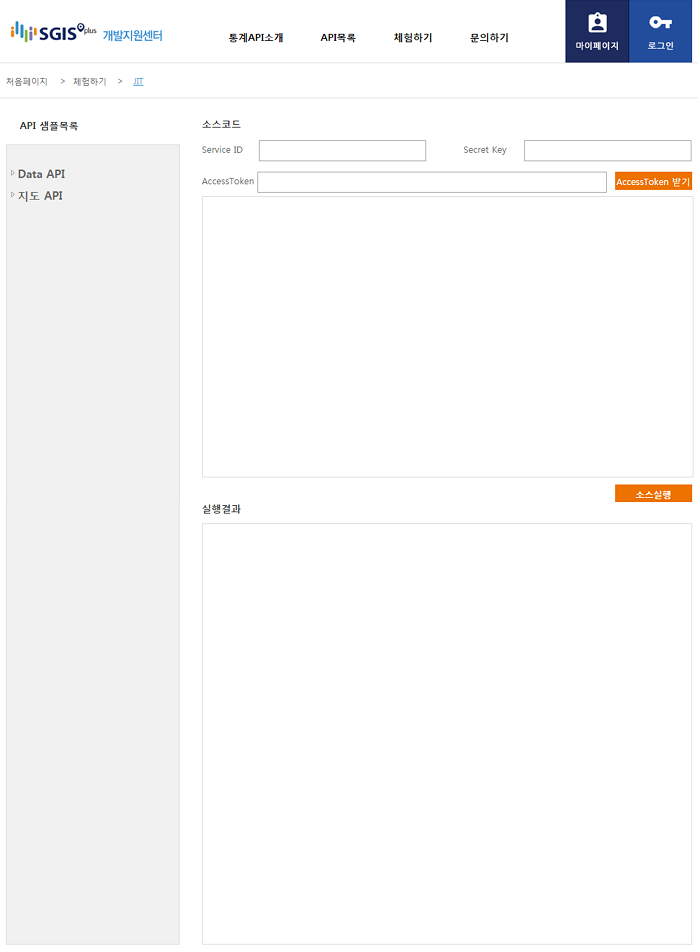 SGIS plus 개발지원센터
통계API소개 API목록 체험하기 문의하기
마이페이지 로그인
처음페이지 > 체험하기 > JIT
API 샘플목록
Data API
지도 API
소스코드
Service ID Secret Key
AccessToken AccessToken 받기
소스실행
실행결과